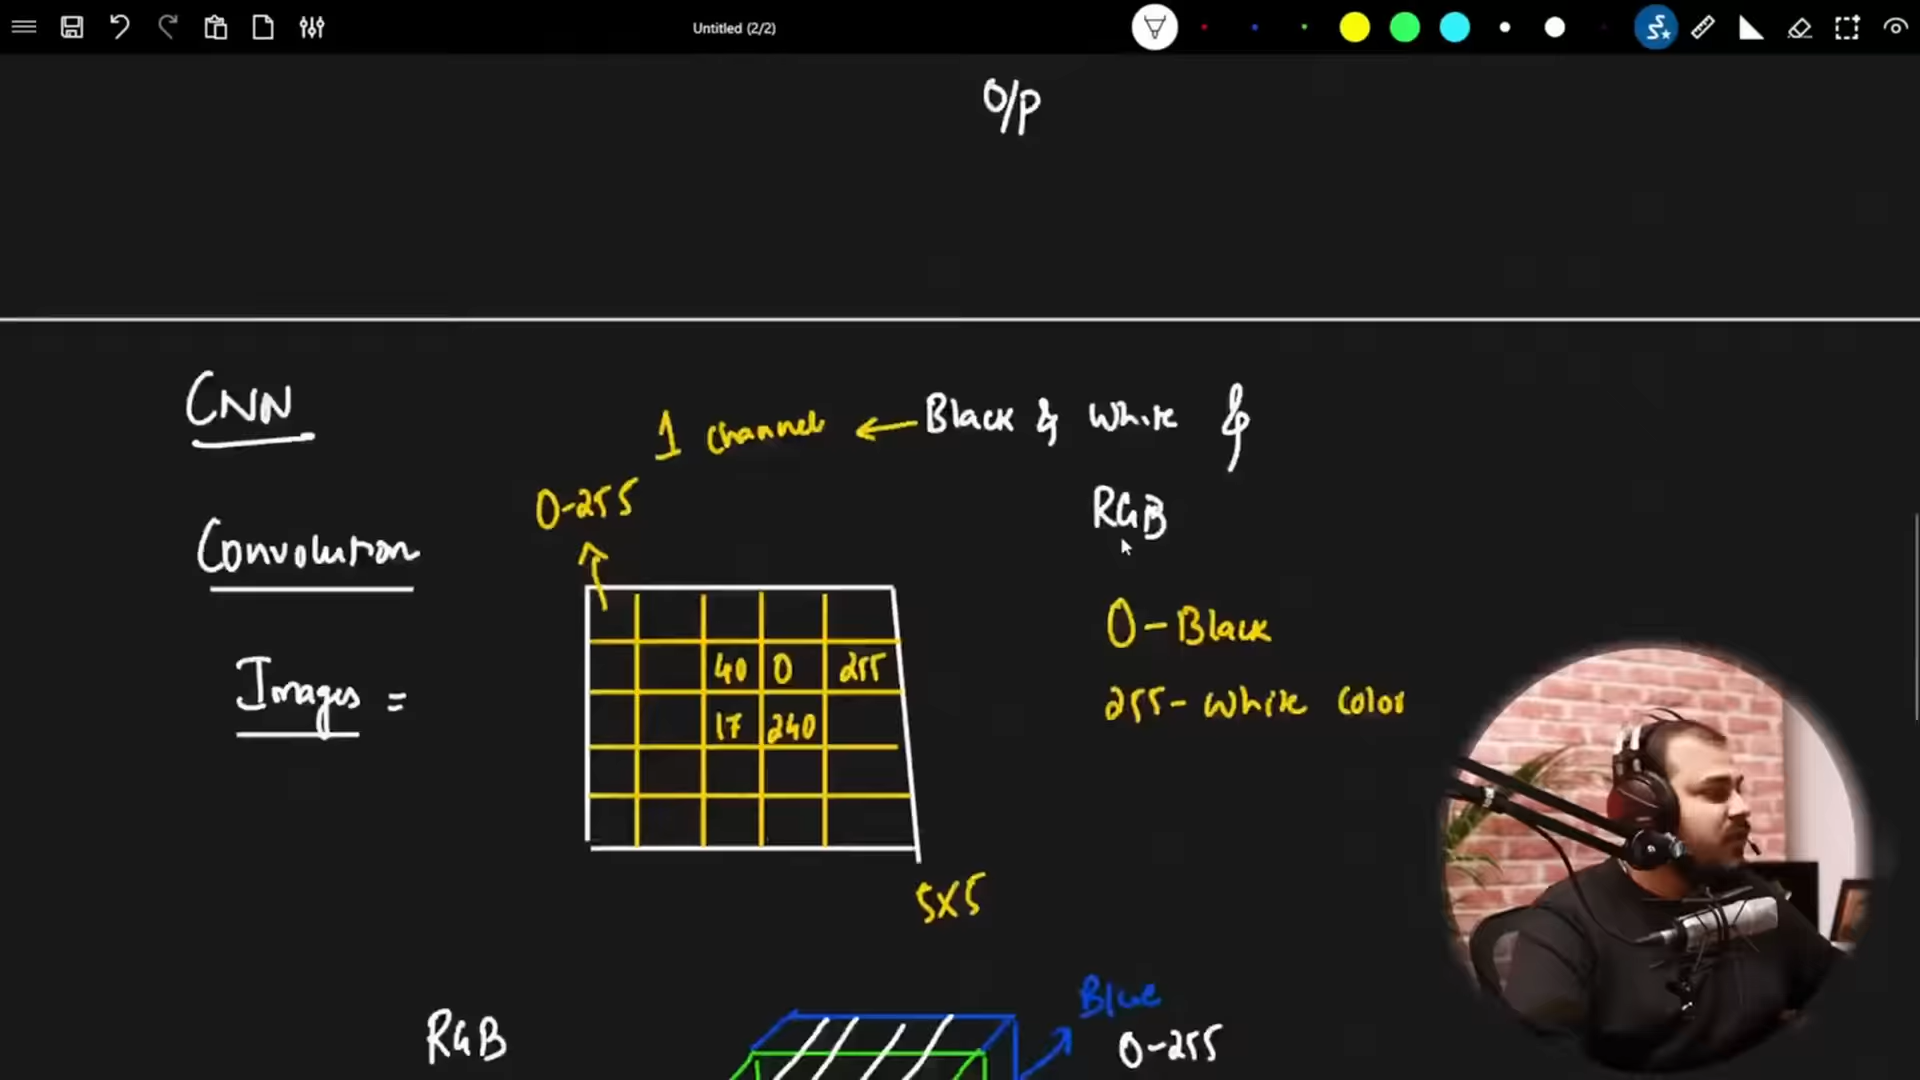 Untitled (2/2)
O/P
CNN
1 channel ← Black & White &
0-255
RGB
Convolution
0-Black
40 0 255
Images =
255- White Color
17 240
5x5
Blue
RGB
0-255